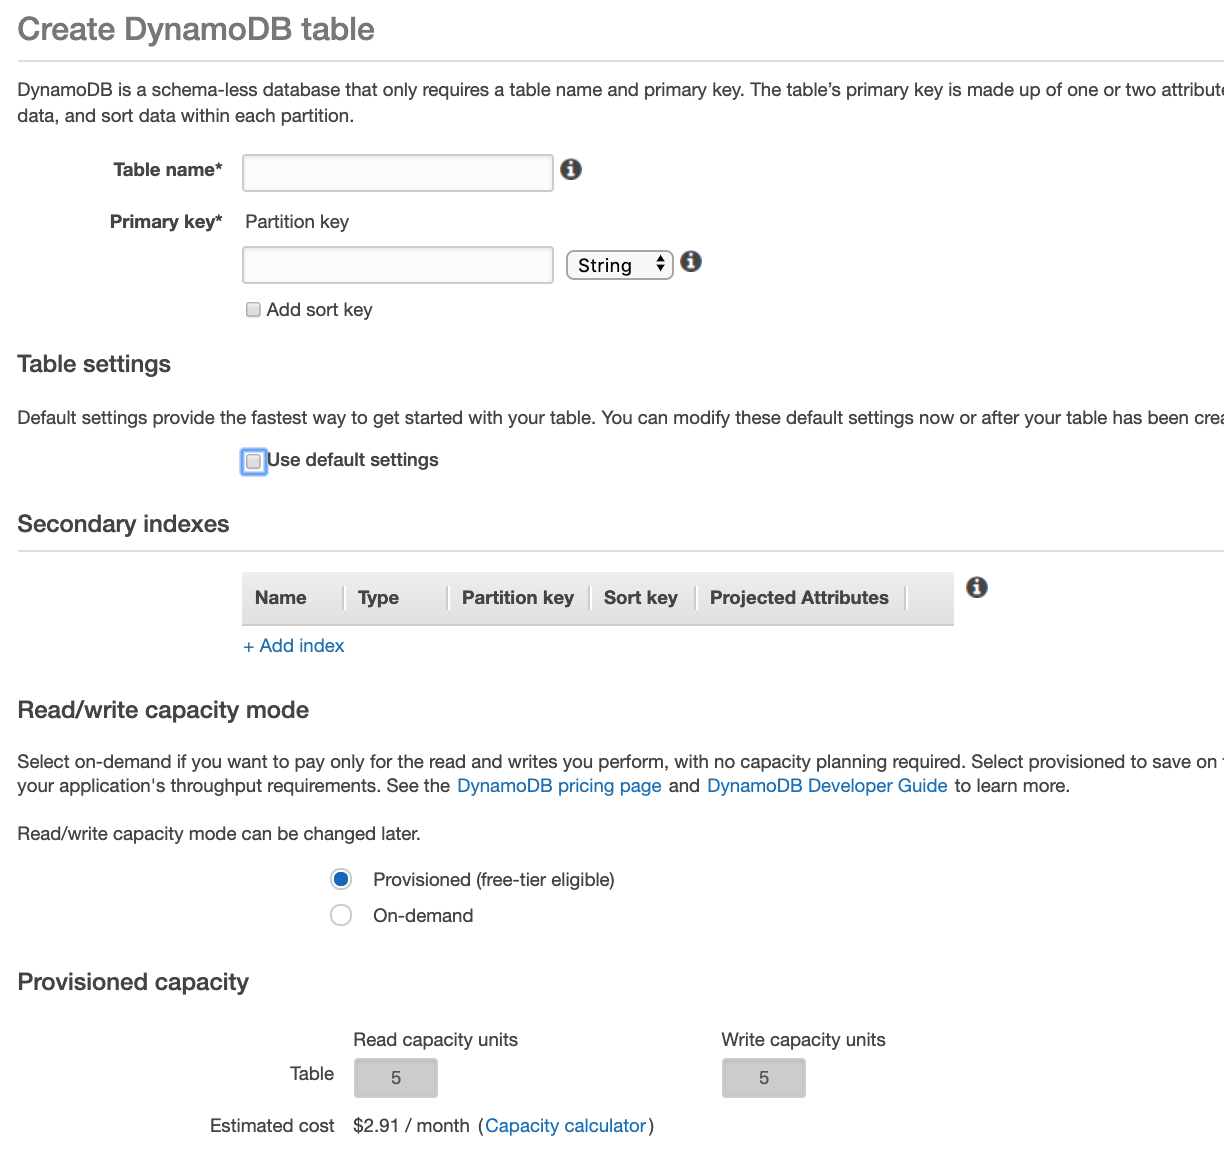 Create DynamoDB table
DynamoDB is a schema-less database that only requires a table name and primary key. The table's primary key is made up of one or two
data, and sort data within each partition.
Table name*
Primary key* Partition key
String
Add sort key
Table settings
Default settings provide the fastest way to get started with your table. You can modify these default settings now or after your table has been
Use default settings
Secondary indexes
Name Type Partition key Sort key Projected Attributes
+ Add index
Read/write capacity mode
Select on-demand if you want to pay only for the read and writes you perform, with no capacity planning required. Select provisioned to save on
your application's throughput requirements. See the DynamoDB pricing page and DynamoDB Developer Guide to learn more.
Read/write capacity mode can be changed later.
Provisioned (free-tier eligible)
On-demand
Provisioned capacity
Read capacity units Write capacity units
Table 5 5
Estimated cost $2.91 / month (Capacity calculator)